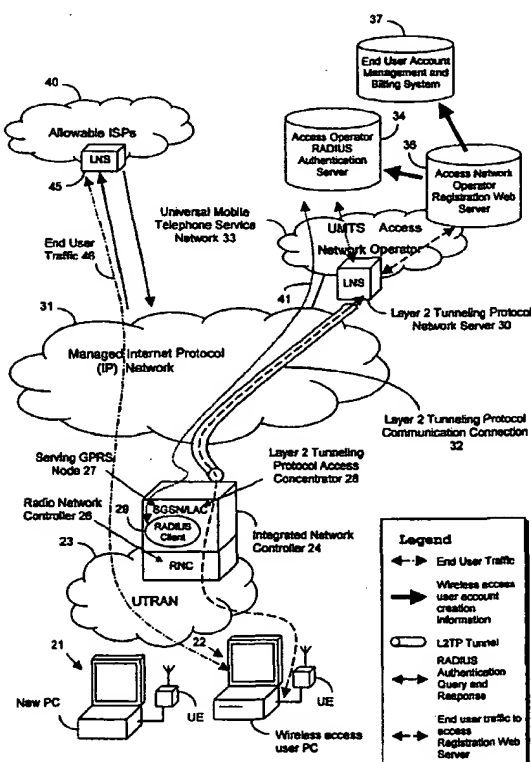 37
End User Account
Management and
Billing System
40
Allowable ISPs
LNS
45
34
Access Operator
RADIUS
Authentication
Server
36
Access Network
Operator
Registration Web
Server
Universal Mobile
Telephone Service
Network 33
UMTS Access
Network Operator
End User
Traffic 46
41
LNS
Layer 2 Tunneling Protocol
Network Server 30
31
Managed Internet Protocol
(IP) Network
Layer 2 Tunneling Protocol
Communication Connection
32
Serving GPRS
Node 27
Layer 2 Tunneling
Protocol Access
Concentrator 28
Radio Network
Controller 26
29
SGSN/LAC
RADIUS
Client
RNC
Integrated Network
Controller 24
23
UTRAN
21
22
New PC
UE
UE
Wireless access
user PC
Legend
End User Traffic
Wireless access
user account
creation
information
L2TP Tunnel
RADIUS
Authentication
Query and
Response
End user traffic to
access
Registration Web
Server